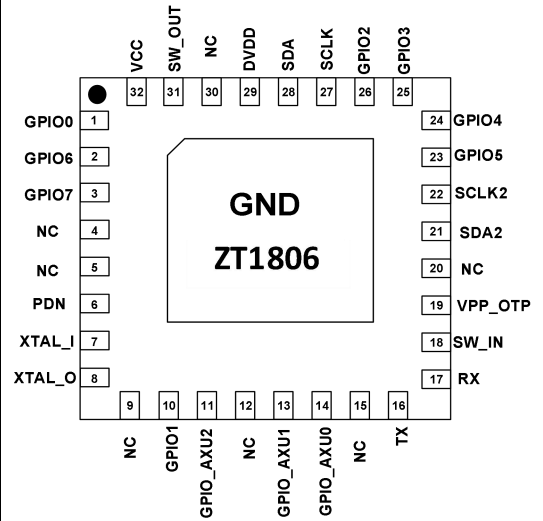 VCC
SW_OUT
NC
DVDD
SDA
SCLK
GPIO2
GPIO3
32 31 30 29 28 27 26 25
GPIO0 1
GPIO6 2
GPIO7 3
NC 4
NC 5
PDN 6
XTAL_I 7
XTAL_O 8
GND
ZT1806
24 GPIO4
23 GPIO5
22 SCLK2
21 SDA2
20 NC
19 VPP_OTP
18 SW_IN
17 RX
9 10 11 12 13 14 15 16
NC
GPIO1
GPIO_AXU2
NC
GPIO_AXU1
GPIO_AXU0
NC
TX